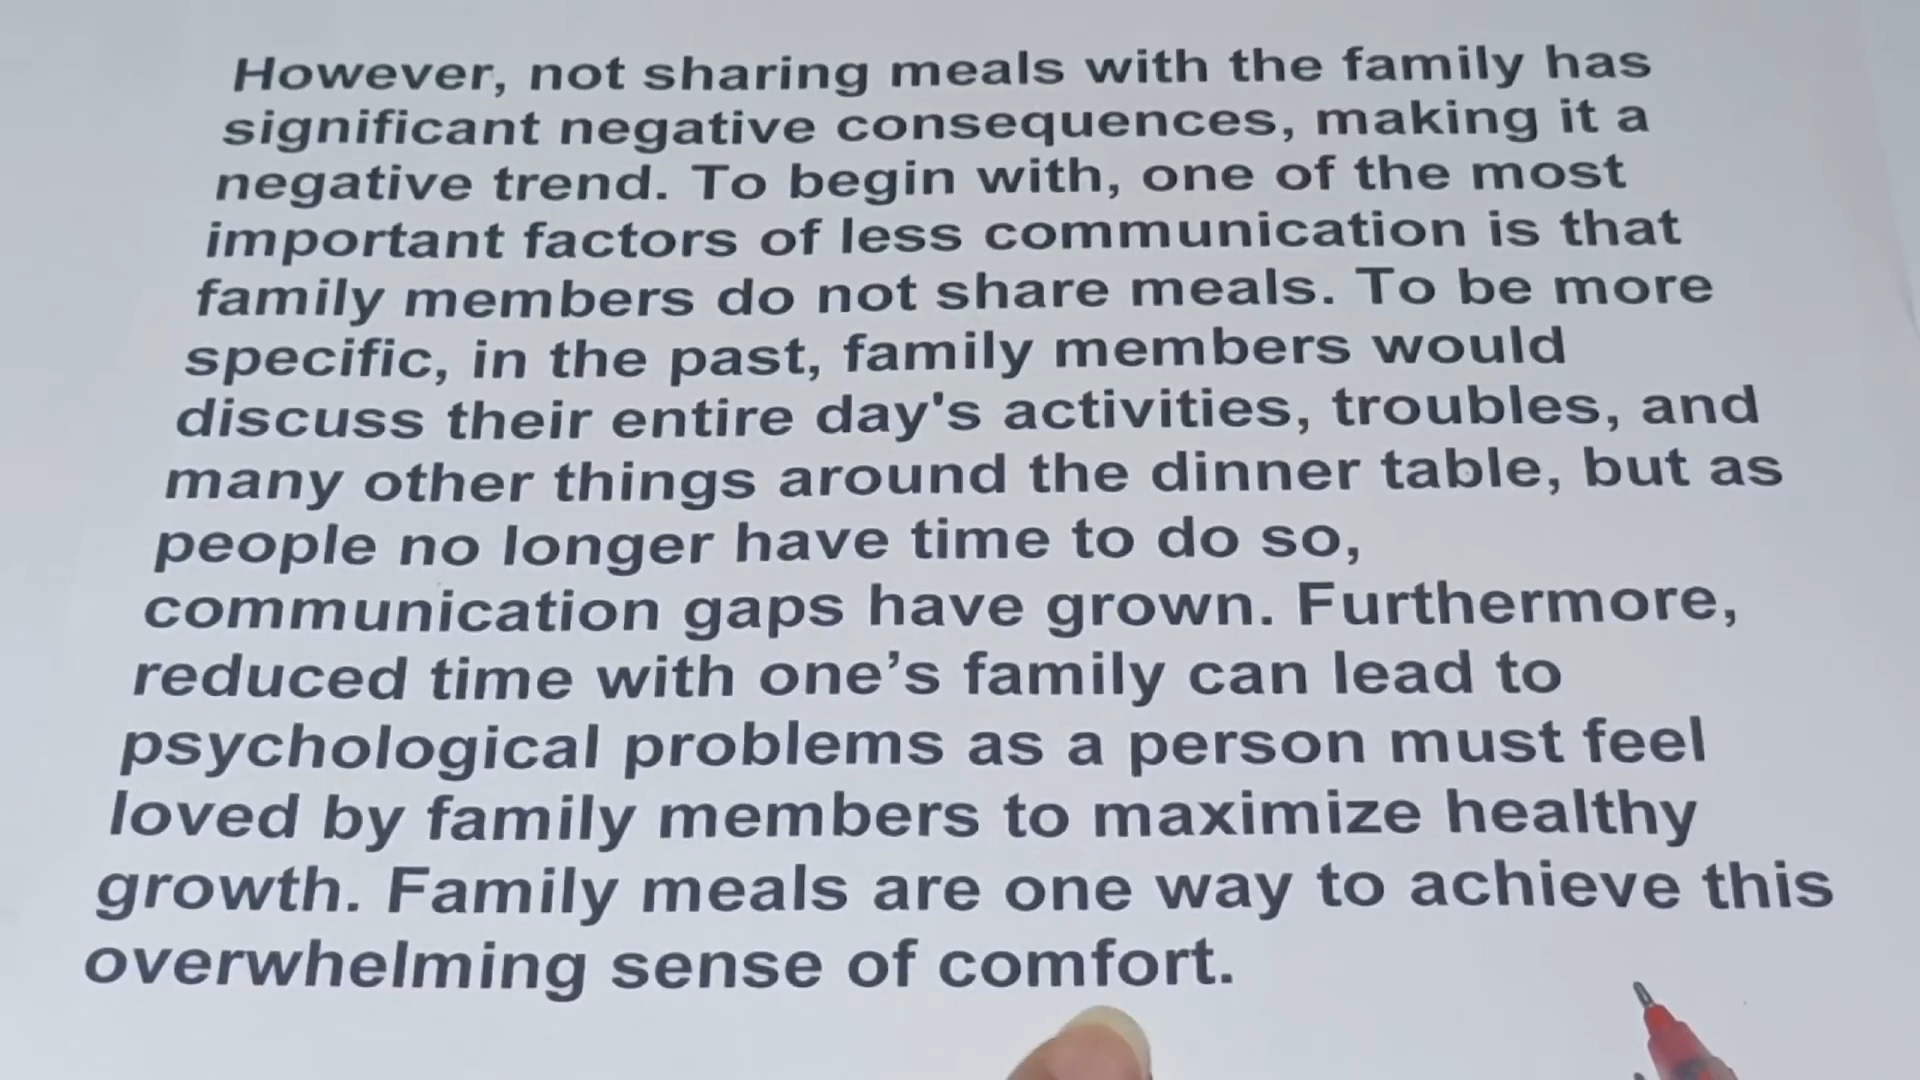 However, not sharing meals with the family has
significant negative consequences, making it a
negative trend. To begin with, one of the most
important factors of less communication is that
family members do not share meals. To be more
specific, in the past, family members would
discuss their entire day's activities, troubles, and
many other things around the dinner table, but as
people no longer have time to do so,
communication gaps have grown. Furthermore,
reduced time with one’s family can lead to
psychological problems as a person must feel
loved by family members to maximize healthy
growth. Family meals are one way to achieve this
overwhelming sense of comfort.